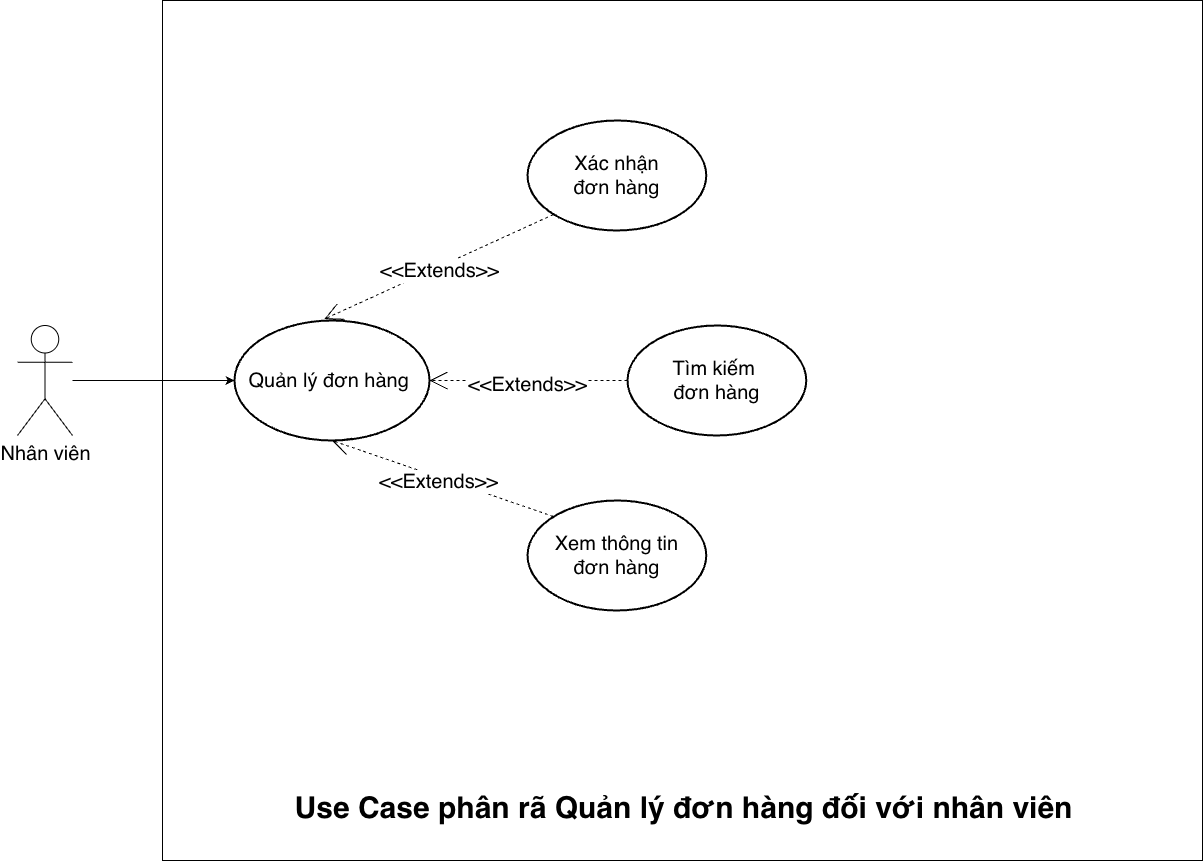 Xác nhận
đơn hàng
<<Extends>>
Quản lý đơn hàng
<<Extends>>
Tìm kiếm
đơn hàng
Nhân viên
<<Extends>>
Xem thông tin
đơn hàng
Use Case phân rã Quản lý đơn hàng đối với nhân viên